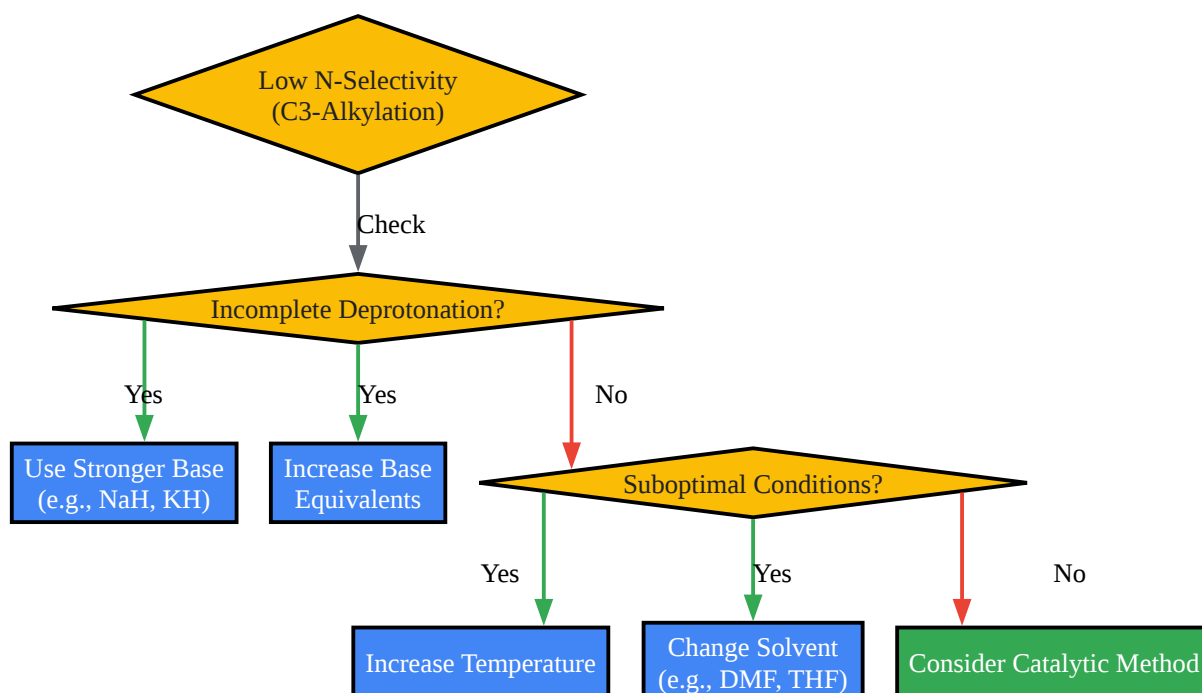 Low N-Selectivity
(C3-Alkylation)
Check
Incomplete Deprotonation?
Yes
Yes
No
Use Stronger Base
(e.g., NaH, KH)
Increase Base
Equivalents
Suboptimal Conditions?
Yes
Yes
No
Increase Temperature
Change Solvent
(e.g., DMF, THF)
Consider Catalytic Method